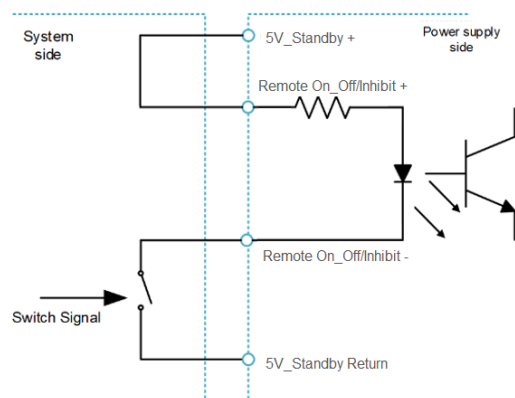 System
side
Power supply
side
5V_Standby +
Remote On_Off/Inhibit +
Remote On_Off/Inhibit -
Switch Signal
5V_Standby Return